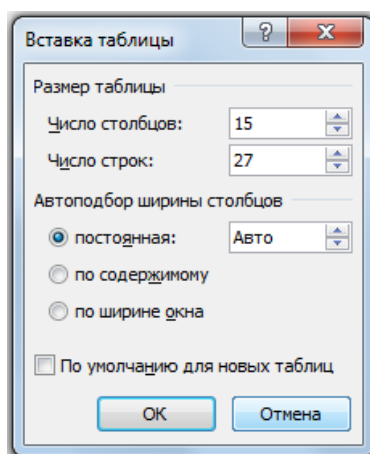 Вставка таблицы
Размер таблицы
Число столбцов: 15
Число строк: 27
Автоподбор ширины столбцов
постоянная: Авто
по содержимому
по ширине окна
По умолчанию для новых таблиц
ОК Отмена